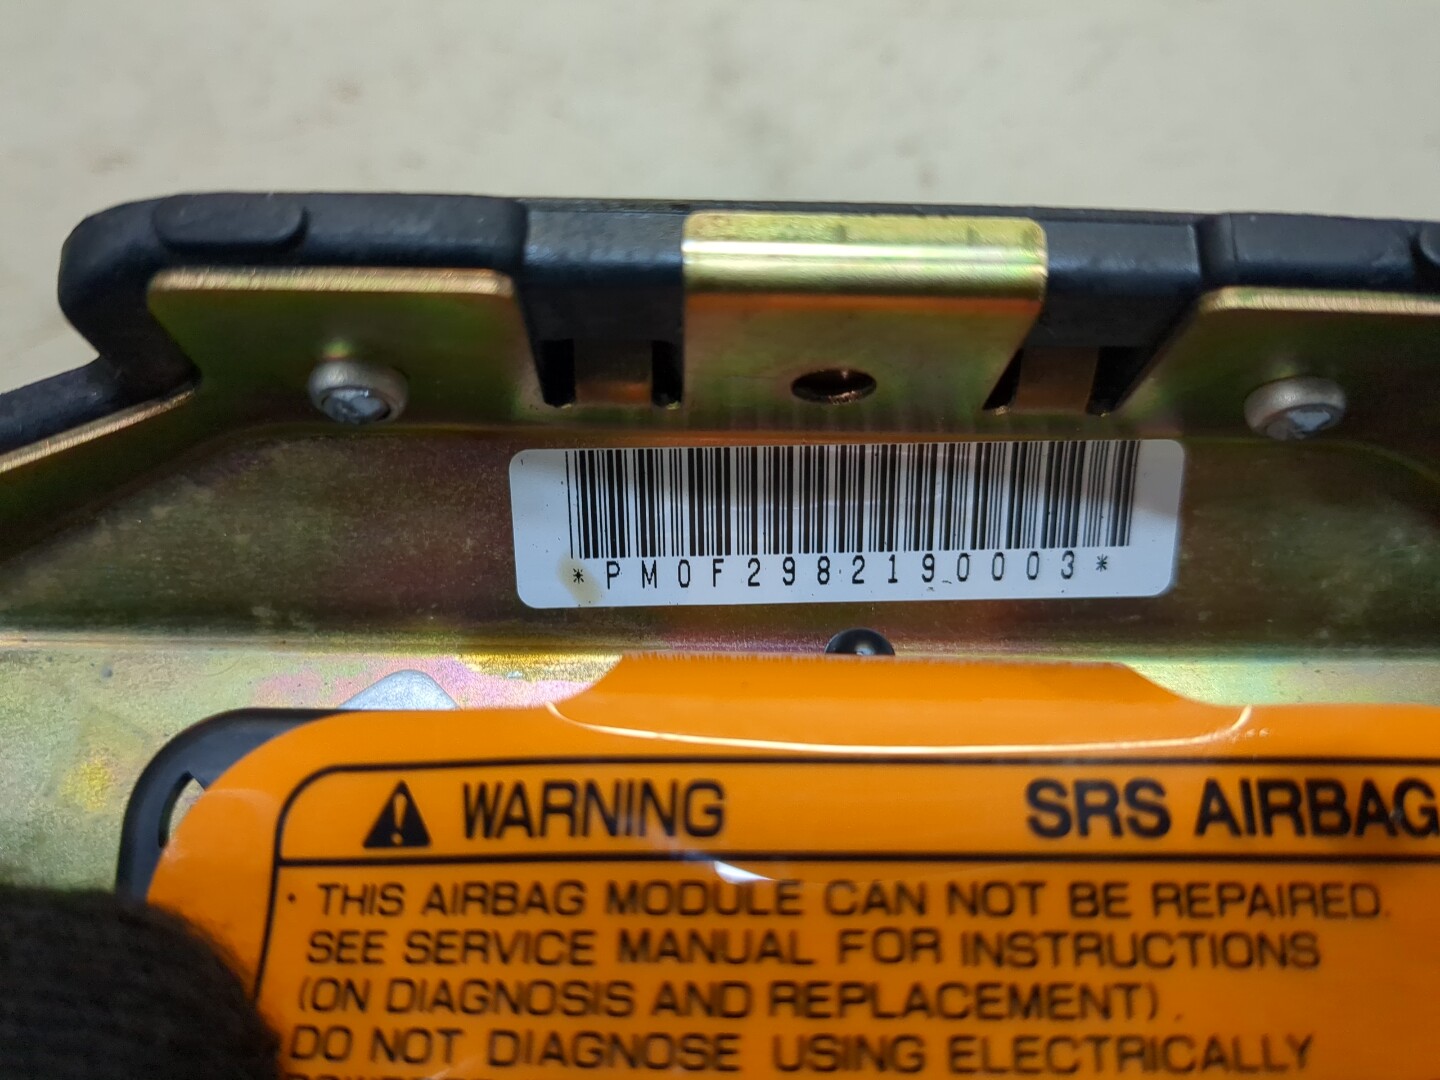 *PM0F2982190003*
WARNING SRS AIRBAG
· THIS AIRBAG MODULE CAN NOT BE REPAIRED.
SEE SERVICE MANUAL FOR INSTRUCTIONS
(ON DIAGNOSIS AND REPLACEMENT).
DO NOT DIAGNOSE USING ELECTRICALLY